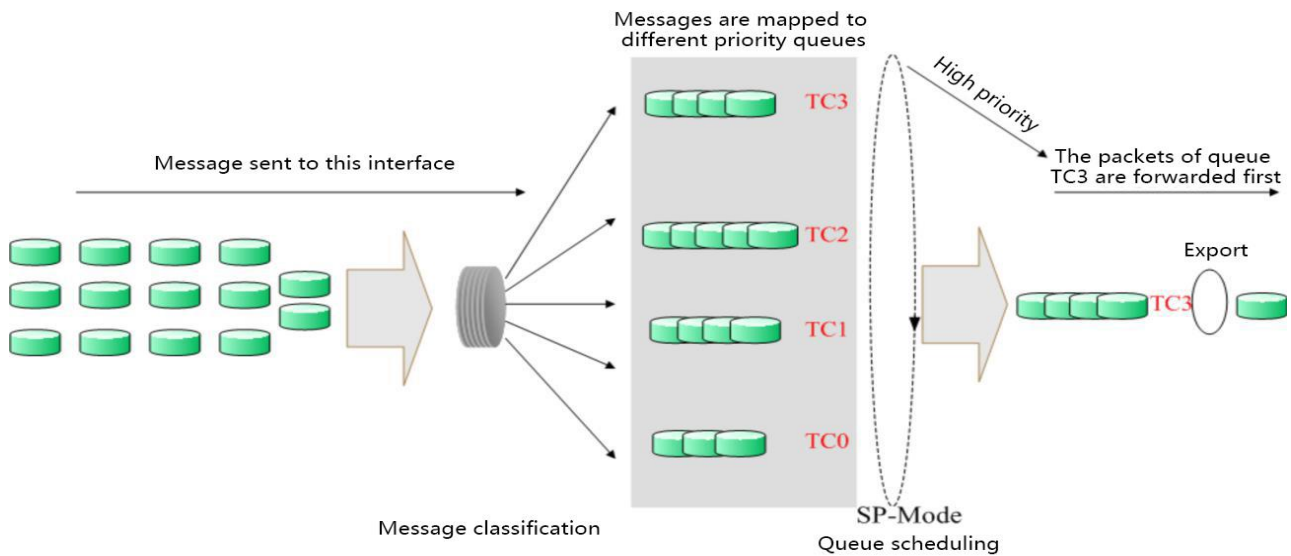 Messages are mapped to
different priority queues
High priority
TC3
Message sent to this interface
The packets of queue
TC3 are forwarded first
TC2
Export
TC3
TC1
TC0
SP-Mode
Message classification
Queue scheduling